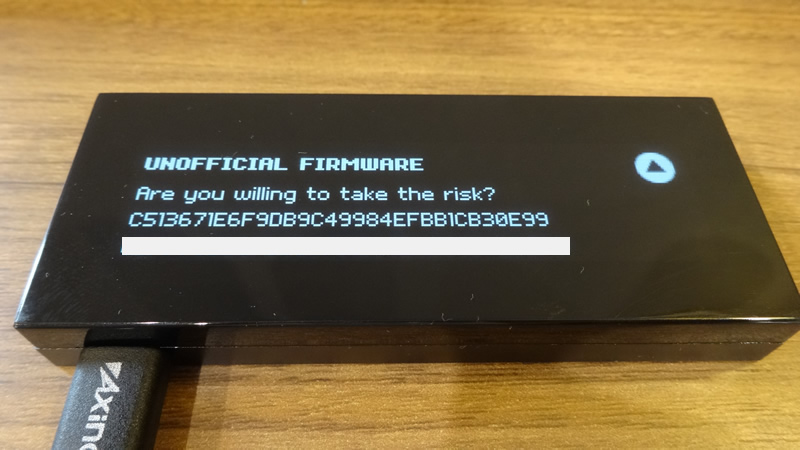 UNOFFICIAL FIRMWARE
Are you willing to take the risk?
C513671E6F9DB9C49984EFBB1CB30E99